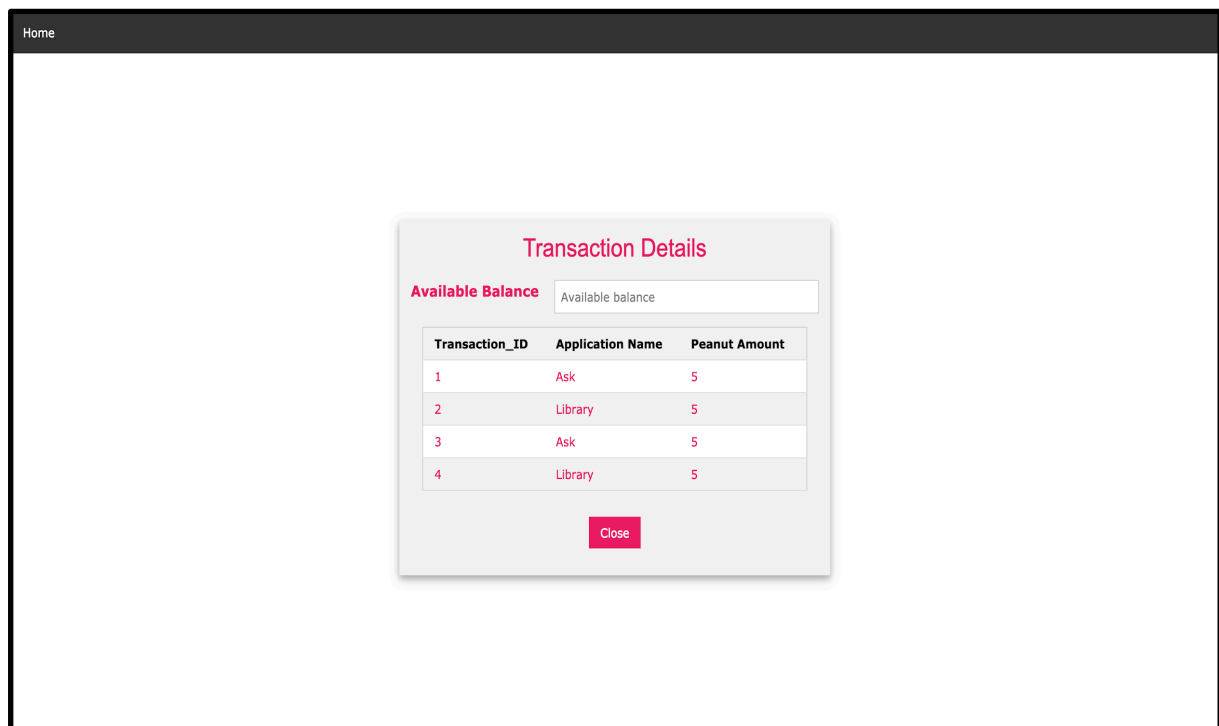 Home
Transaction Details
Available Balance Available balance
Transaction_ID Application Name Peanut Amount
1 Ask 5
2 Library 5
3 Ask 5
4 Library 5
Close